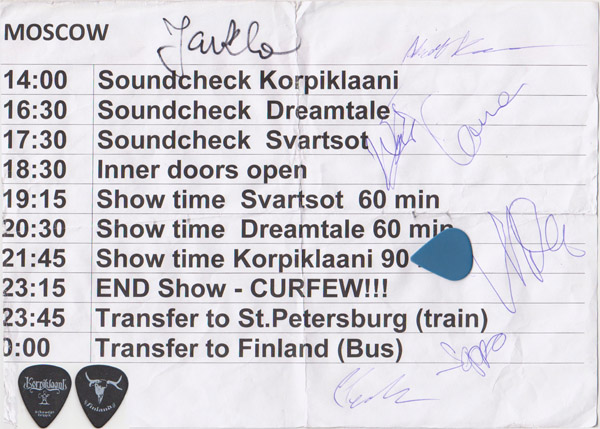 MOSCOW
Jarkko
14:00 Soundcheck Korpiklaani
16:30 Soundcheck Dreamtale
17:30 Soundcheck Svartsot
18:30 Inner doors open
19:15 Show time Svartsot 60 min
20:30 Show time Dreamtale 60 min
21:45 Show time Korpiklaani 90
23:15 END Show - CURFEW!!!
23:45 Transfer to St.Petersburg (train)
0:00 Transfer to Finland (Bus)
Korpiklaani
Finland